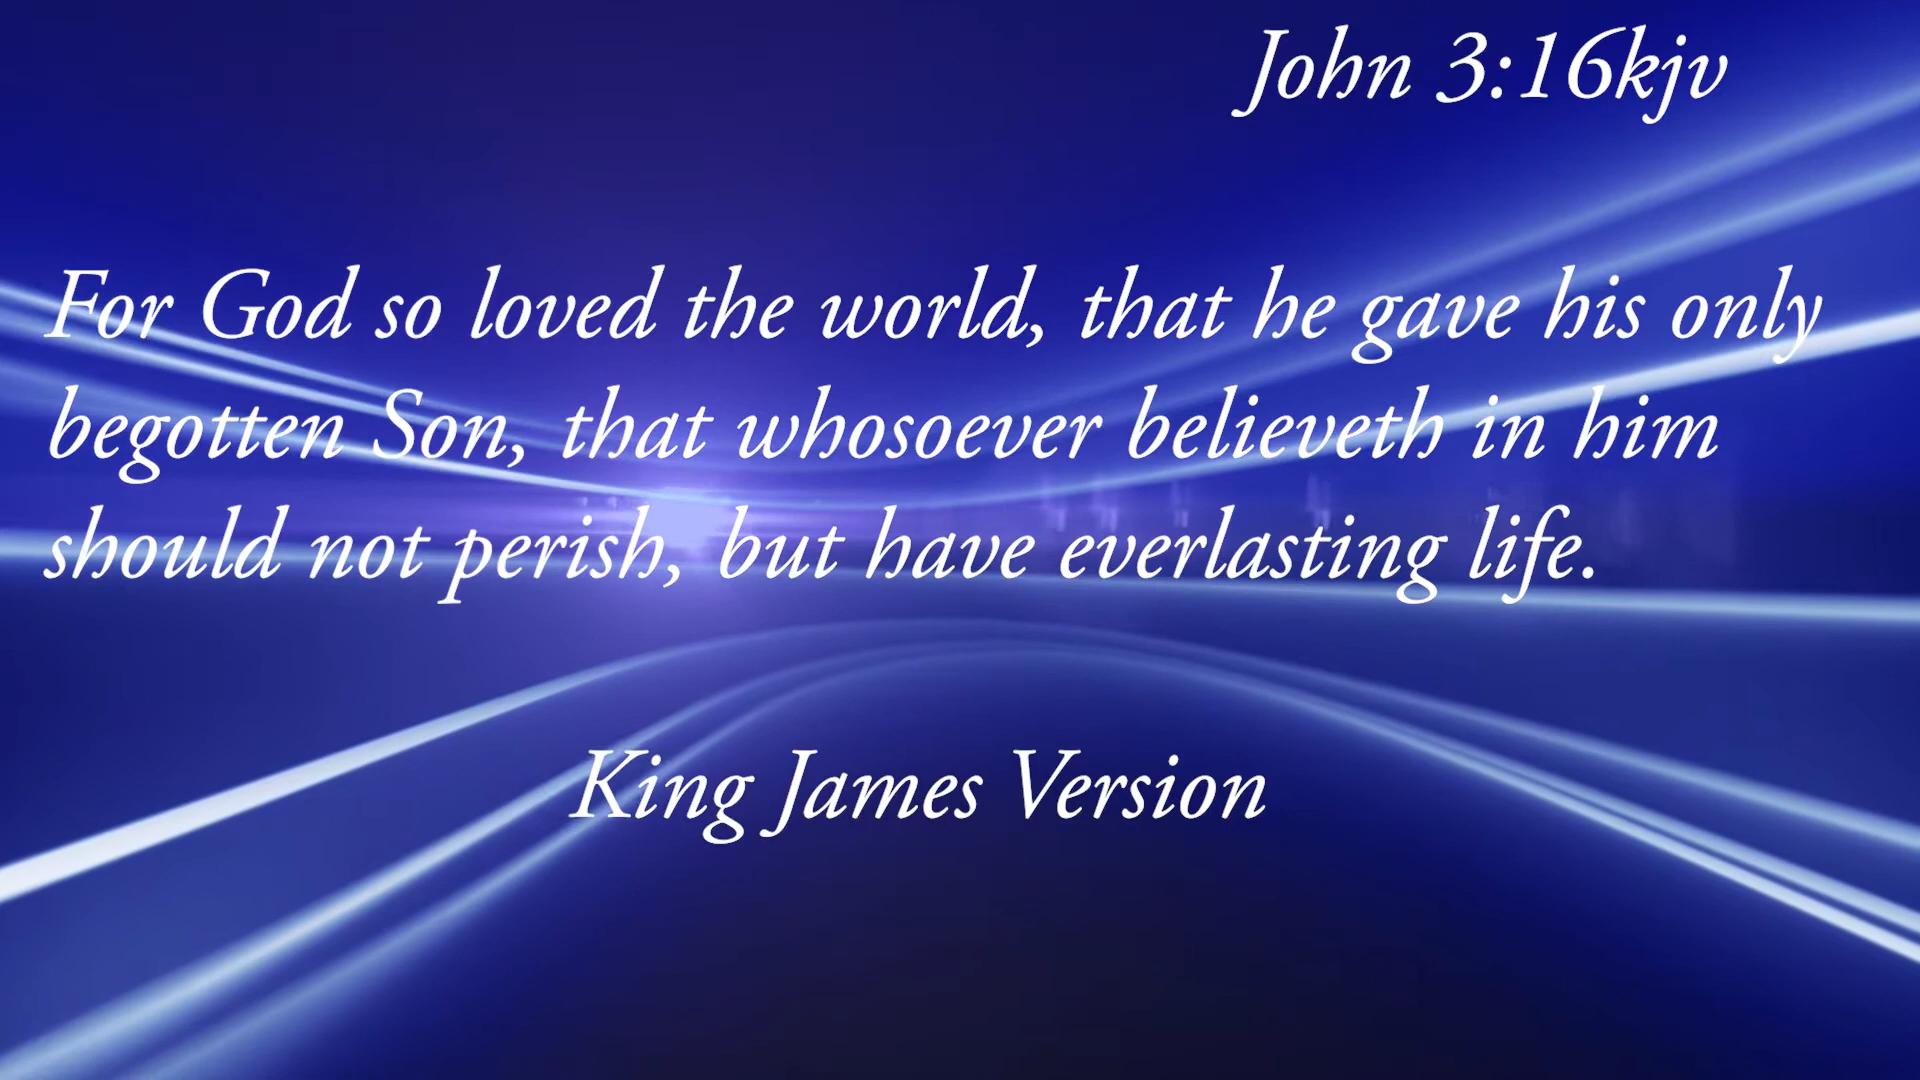 John 3:16kjv
For God so loved the world, that he gave his only
begotten Son, that whosoever believeth in him
should not perish, but have everlasting life.
King James Version